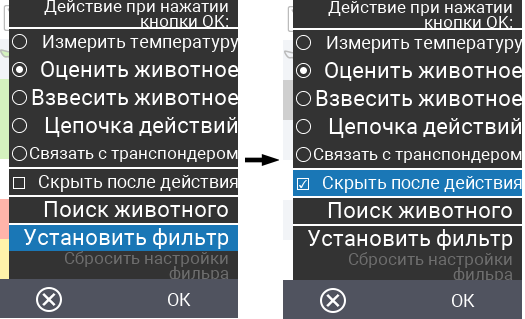 Действие при нажатии
кнопки OK:
Измерить температуру
Оценить животное
Взвесить животное
Цепочка действий
Связать с транспондером
Скрыть после действия
Поиск животного
Установить фильтр
Сбросить настройки
фильра
OK
Действие при нажатии
кнопки OK:
Измерить температуру
Оценить животное
Взвесить животное
Цепочка действий
Связать с транспондером
Скрыть после действия
Поиск животного
Установить фильтр
Сбросить настройки
фильра
OK